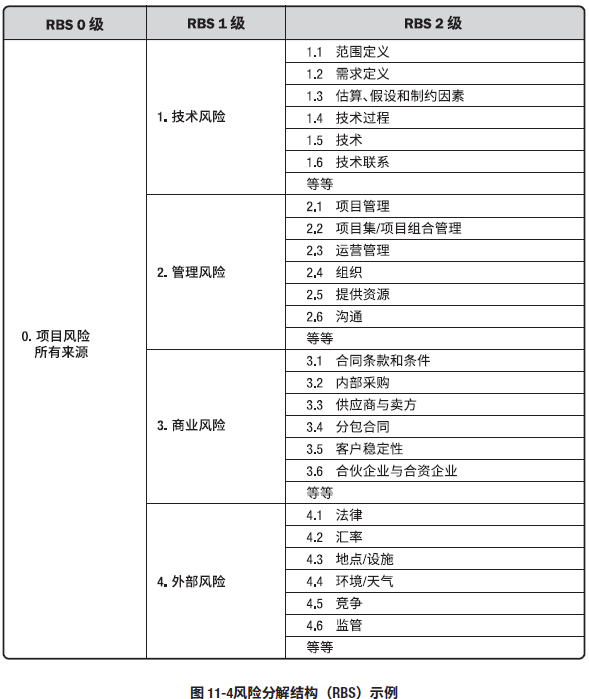 RBS 0 级 RBS 1 级 RBS 2 级
0. 项目风险
所有来源
1. 技术风险
1.1 范围定义
1.2 需求定义
1.3 估算、假设和制约因素
1.4 技术过程
1.5 技术
1.6 技术联系
等等
2. 管理风险
2.1 项目管理
2.2 项目集/项目组合管理
2.3 运营管理
2.4 组织
2.5 提供资源
2.6 沟通
等等
3. 商业风险
3.1 合同条款和条件
3.2 内部采购
3.3 供应商与卖方
3.4 分包合同
3.5 客户稳定性
3.6 合伙企业与合资企业
等等
4. 外部风险
4.1 法律
4.2 汇率
4.3 地点/设施
4.4 环境/天气
4.5 竞争
4.6 监管
等等
图 11-4风险分解结构（RBS）示例